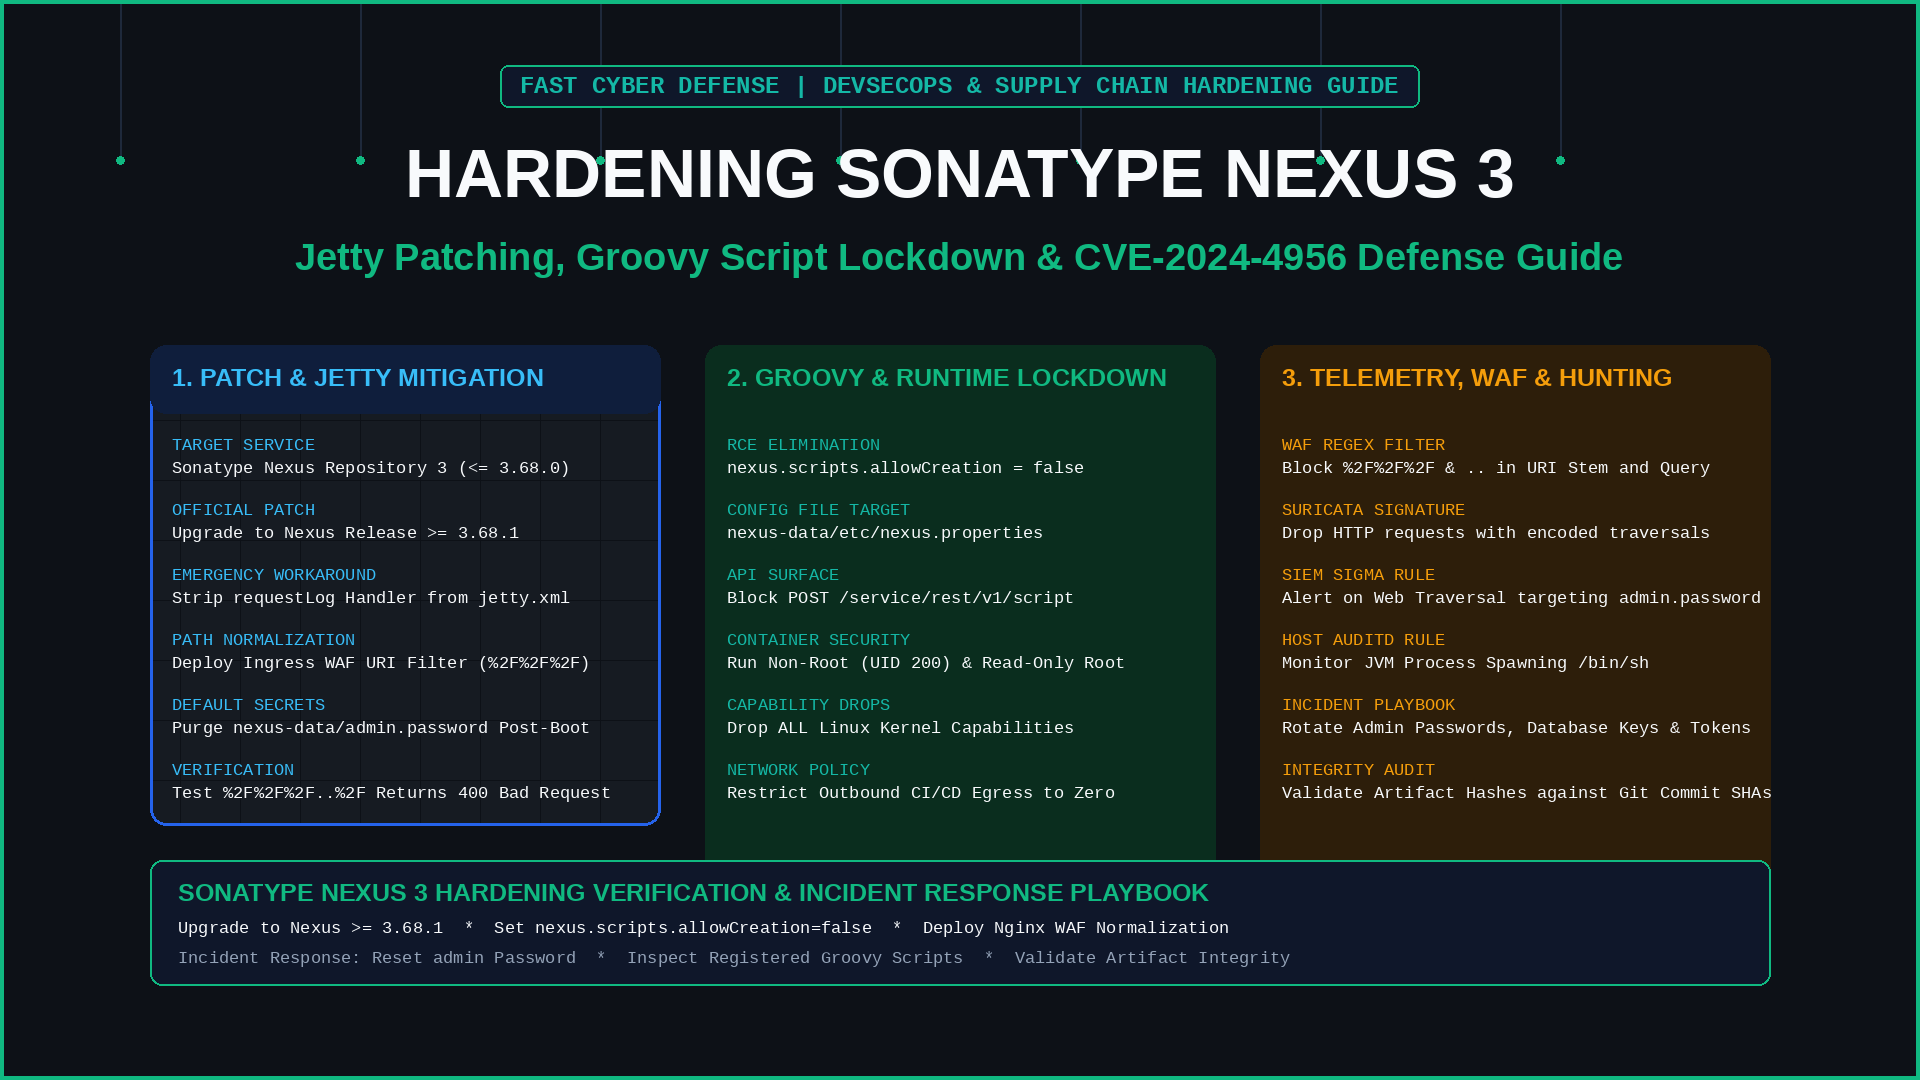 FAST CYBER DEFENSE | DEVSECOPS & SUPPLY CHAIN HARDENING GUIDE
HARDENING SONATYPE NEXUS 3
Jetty Patching, Groovy Script Lockdown & CVE-2024-4956 Defense Guide
1. PATCH & JETTY MITIGATION
TARGET SERVICE
Sonatype Nexus Repository 3 (<= 3.68.0)
OFFICIAL PATCH
Upgrade to Nexus Release >= 3.68.1
EMERGENCY WORKAROUND
Strip requestLog Handler from jetty.xml
PATH NORMALIZATION
Deploy Ingress WAF URI Filter (%2F%2F%2F)
DEFAULT SECRETS
Purge nexus-data/admin.password Post-Boot
VERIFICATION
Test %2F%2F%2F..%2F Returns 400 Bad Request
2. GROOVY & RUNTIME LOCKDOWN
RCE ELIMINATION
nexus.scripts.allowCreation = false
CONFIG FILE TARGET
nexus-data/etc/nexus.properties
API SURFACE
Block POST /service/rest/v1/script
CONTAINER SECURITY
Run Non-Root (UID 200) & Read-Only Root
CAPABILITY DROPS
Drop ALL Linux Kernel Capabilities
NETWORK POLICY
Restrict Outbound CI/CD Egress to Zero
3. TELEMETRY, WAF & HUNTING
WAF REGEX FILTER
Block %2F%2F%2F & .. in URI Stem and Query
SURICATA SIGNATURE
Drop HTTP requests with encoded traversals
SIEM SIGMA RULE
Alert on Web Traversal targeting admin.password
HOST AUDITD RULE
Monitor JVM Process Spawning /bin/sh
INCIDENT PLAYBOOK
Rotate Admin Passwords, Database Keys & Tokens
INTEGRITY AUDIT
Validate Artifact Hashes against Git Commit SHAs
SONATYPE NEXUS 3 HARDENING VERIFICATION & INCIDENT RESPONSE PLAYBOOK
Upgrade to Nexus >= 3.68.1 * Set nexus.scripts.allowCreation=false * Deploy Nginx WAF Normalization
Incident Response: Reset admin Password * Inspect Registered Groovy Scripts * Validate Artifact Integrity